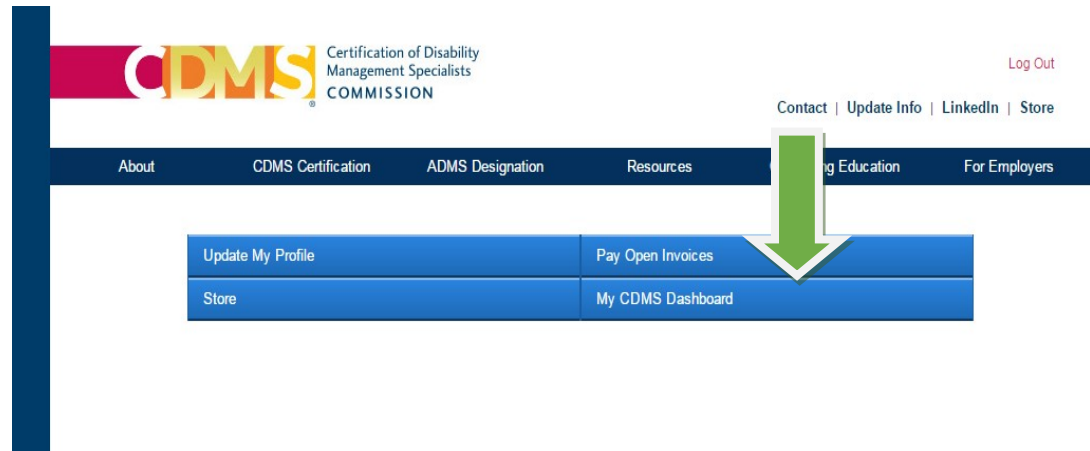 CDMS®
Certification of Disability
Management Specialists
COMMISSION
Log Out
Contact | Update Info | LinkedIn | Store
About CDMS Certification ADMS Designation Resources Education For Employers
Update My Profile Pay Open Invoices
Store My CDMS Dashboard